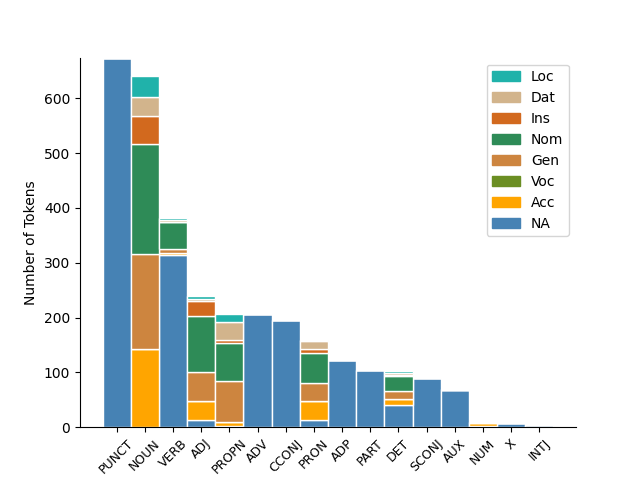 600
500
400
300
200
100
0
Number of Tokens
Loc
Dat
Ins
Nom
Gen
Voc
Acc
NA
PUNCT
NOUN
VERB
ADJ
PROPN
ADV
CCONJ
PRON
ADP
PART
DET
SCONJ
AUX
NUM
X
INTJ